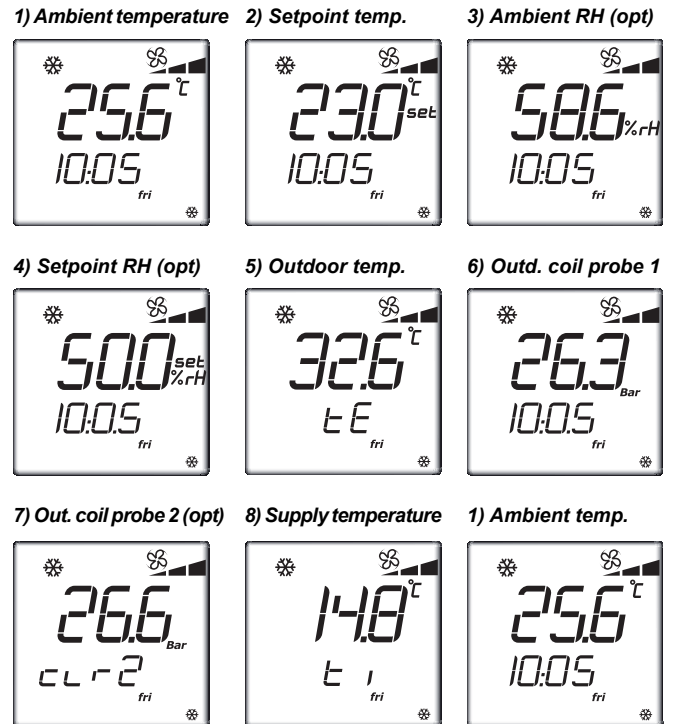 1) Ambient temperature
2) Setpoint temp.
3) Ambient RH (opt)
25.6 °C
10:05
fri
23.0 °C
set
10:05
fri
58.6 %rH
10:05
fri
4) Setpoint RH (opt)
5) Outdoor temp.
6) Outd. coil probe 1
50.0 set
%rH
10:0.5
fri
32.6 °C
tE
fri
26.3 Bar
10:0.5
fri
7) Out. coil probe 2 (opt)
8) Supply temperature
1) Ambient temp.
26.6 Bar
cLr2
fri
14.8 °C
t i
fri
25.6 °C
10:05
fri